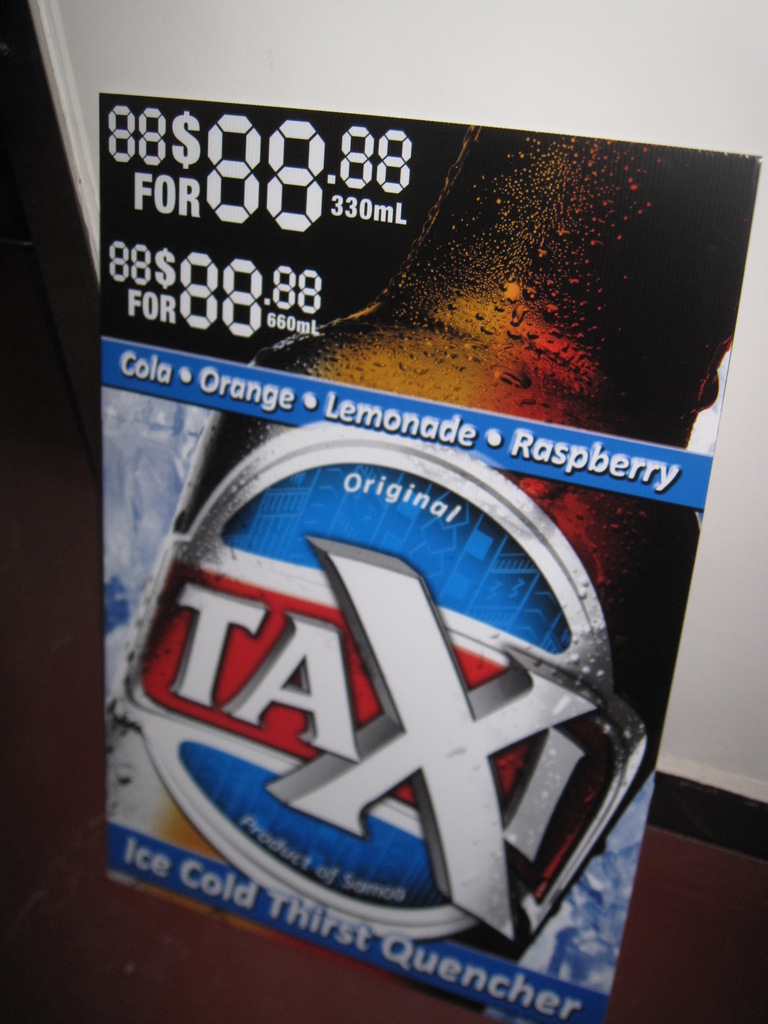 88 $88.88
FOR 330mL
88 $88.88
FOR 660mL
Cola • Orange • Lemonade • Raspberry
Original
TAXI
Product of Samoa
Ice Cold Thirst Quencher